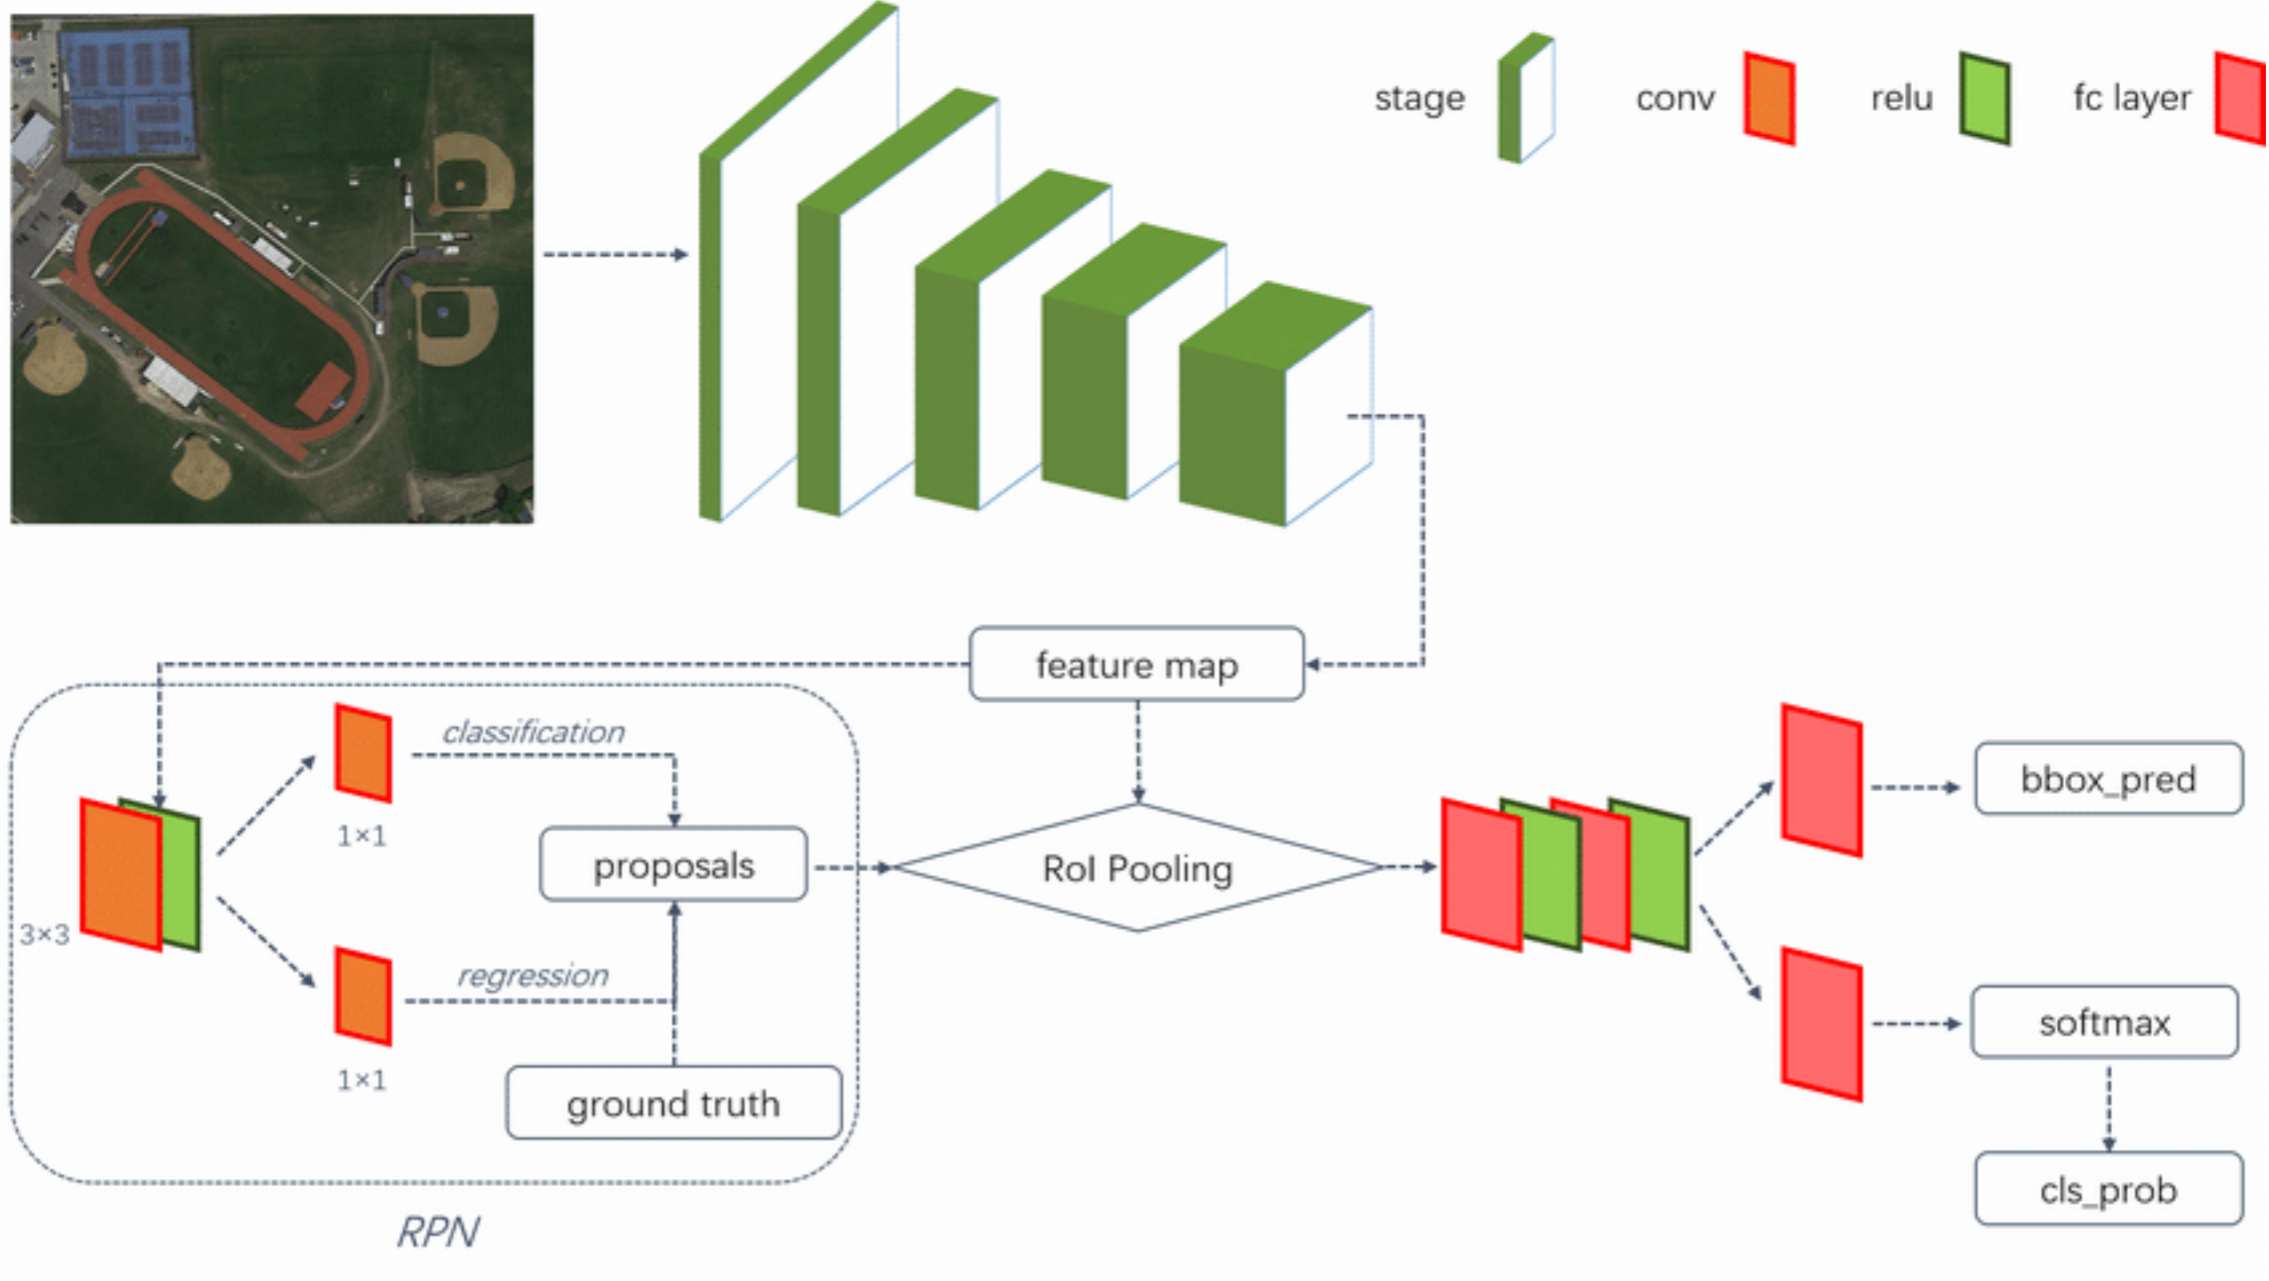 stage
conv
relu
fc layer
feature map
classification
1×1
proposals
3×3
regression
1×1
ground truth
RPN
RoI Pooling
bbox_pred
softmax
cls_prob